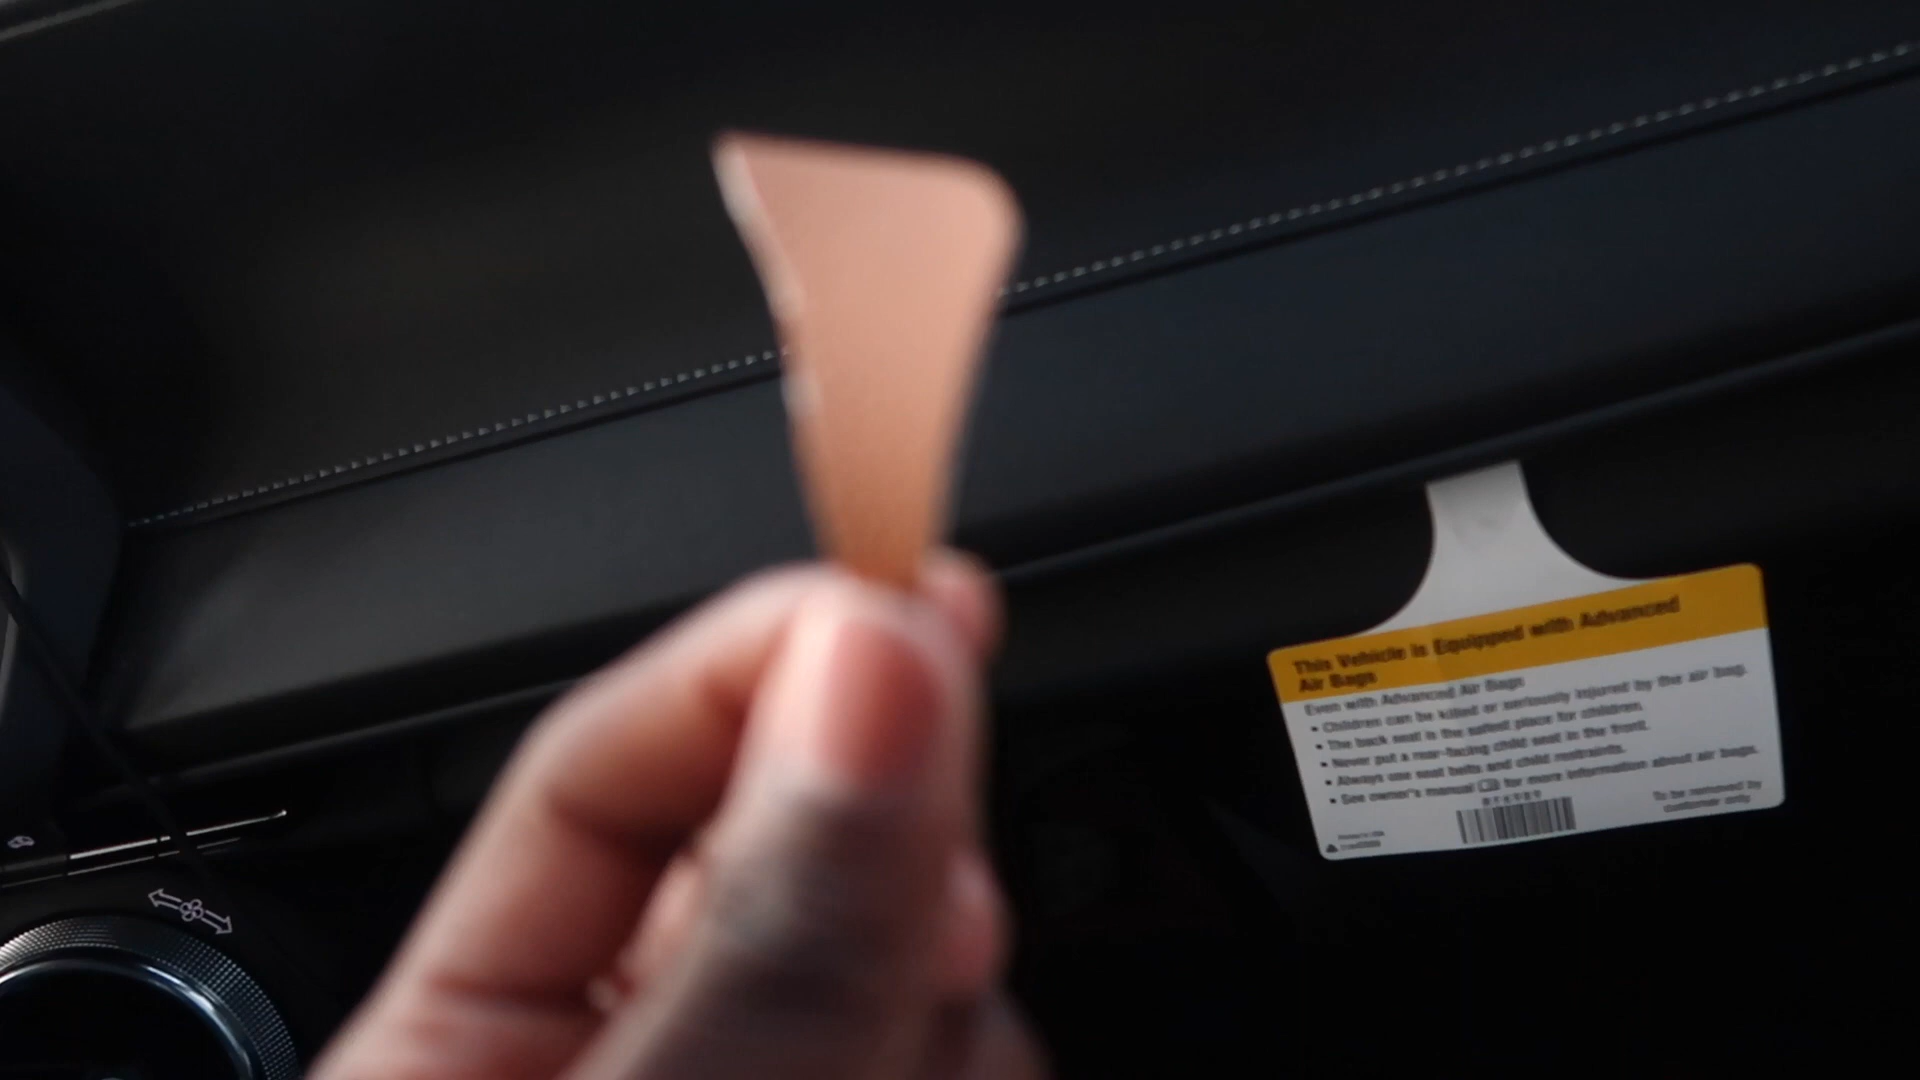 This Vehicle is Equipped with Advanced
Air Bags
Even with Advanced Air Bags
• Children can be killed or seriously injured by the air bag.
• The back seat is the safest place for children.
• Never put a rear-facing child seat in the front.
• Always use seat belts and child restraints.
• See owner's manual for more information about air bags.
To be removed by
customer only
Printed in USA